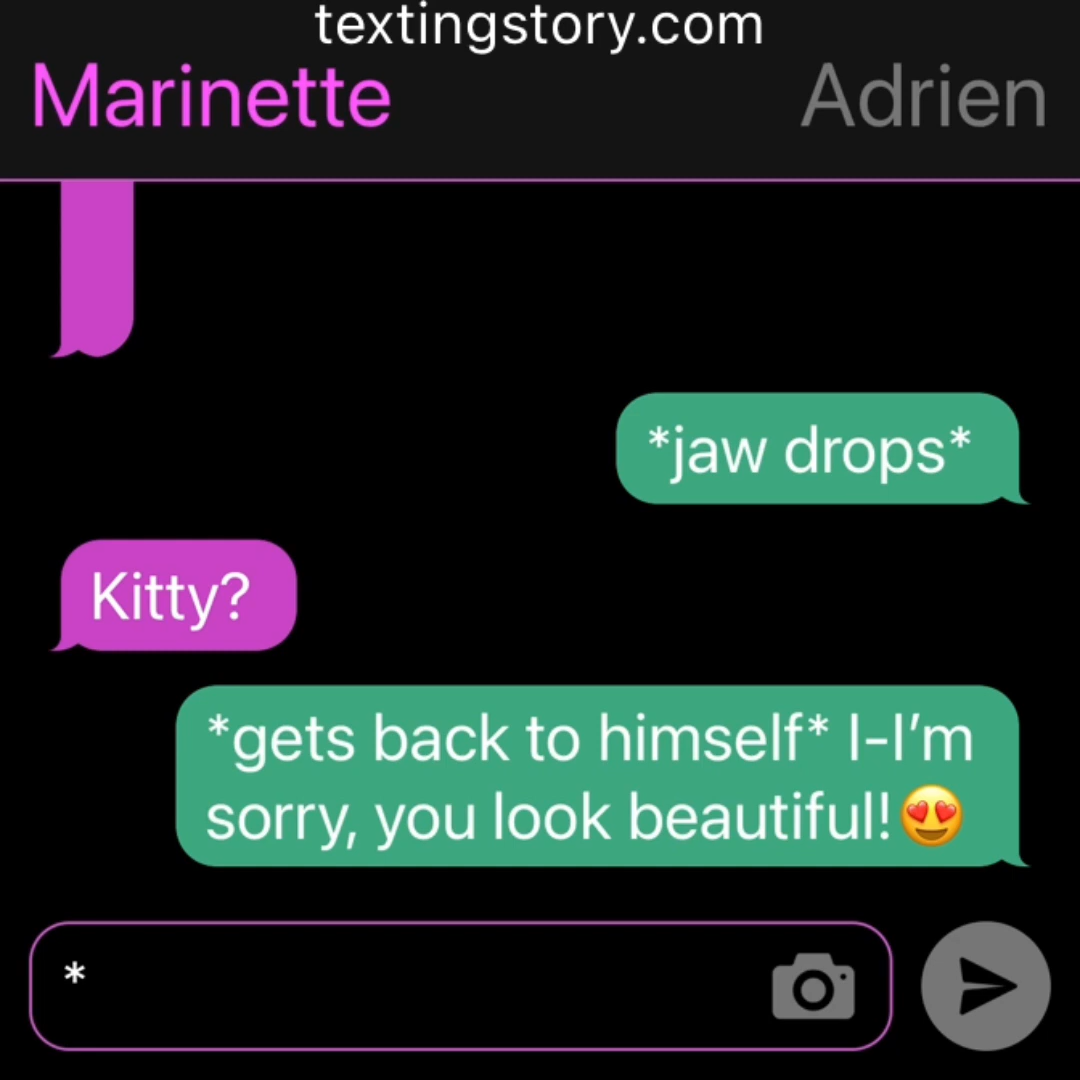 textingstory.com
Marinette Adrien
*jaw drops*
Kitty?
*gets back to himself* I-I’m
sorry, you look beautiful!😍
*